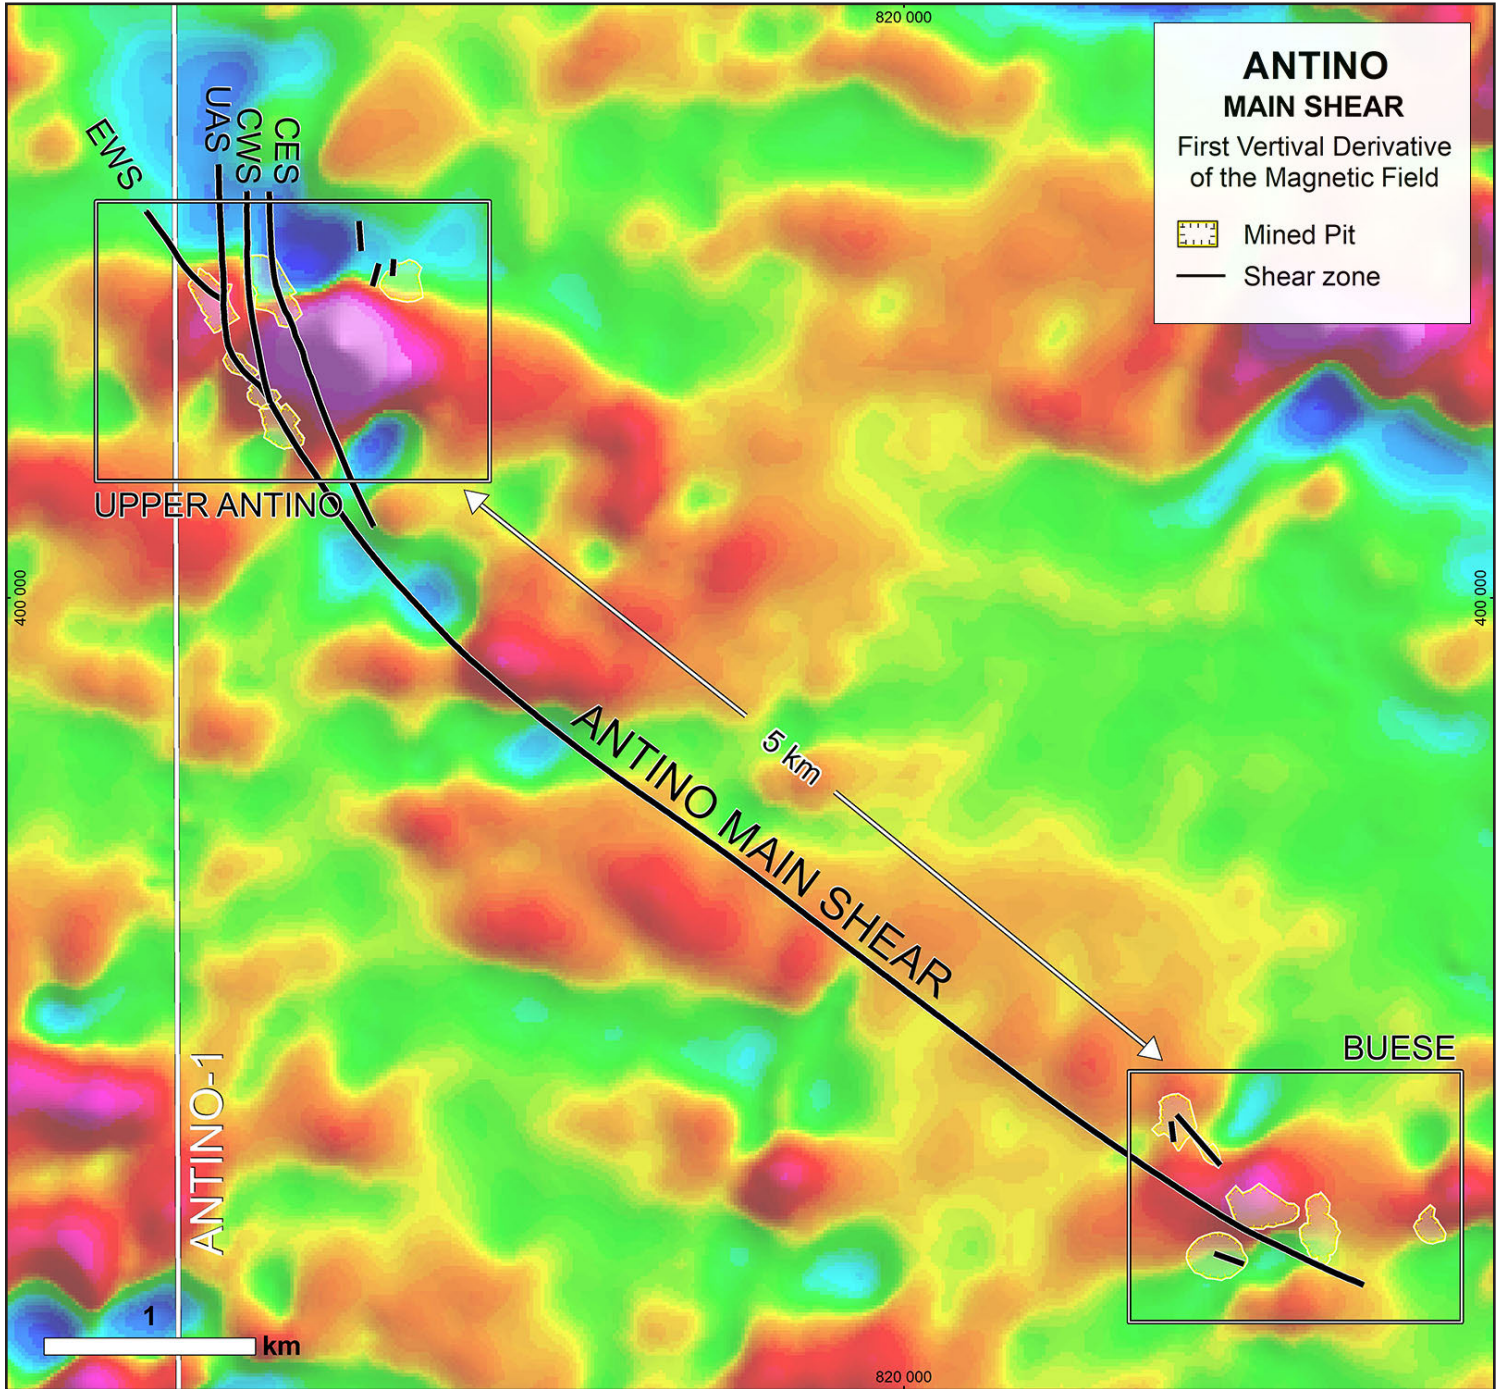 820 000
ANTINO
MAIN SHEAR
First Vertival Derivative
of the Magnetic Field
Mined Pit
Shear zone
EWS
UAS
CWS
CES
UPPER ANTINO
400 000
400 000
5 km
ANTINO MAIN SHEAR
BUESE
ANTINO-1
1
km
820 000